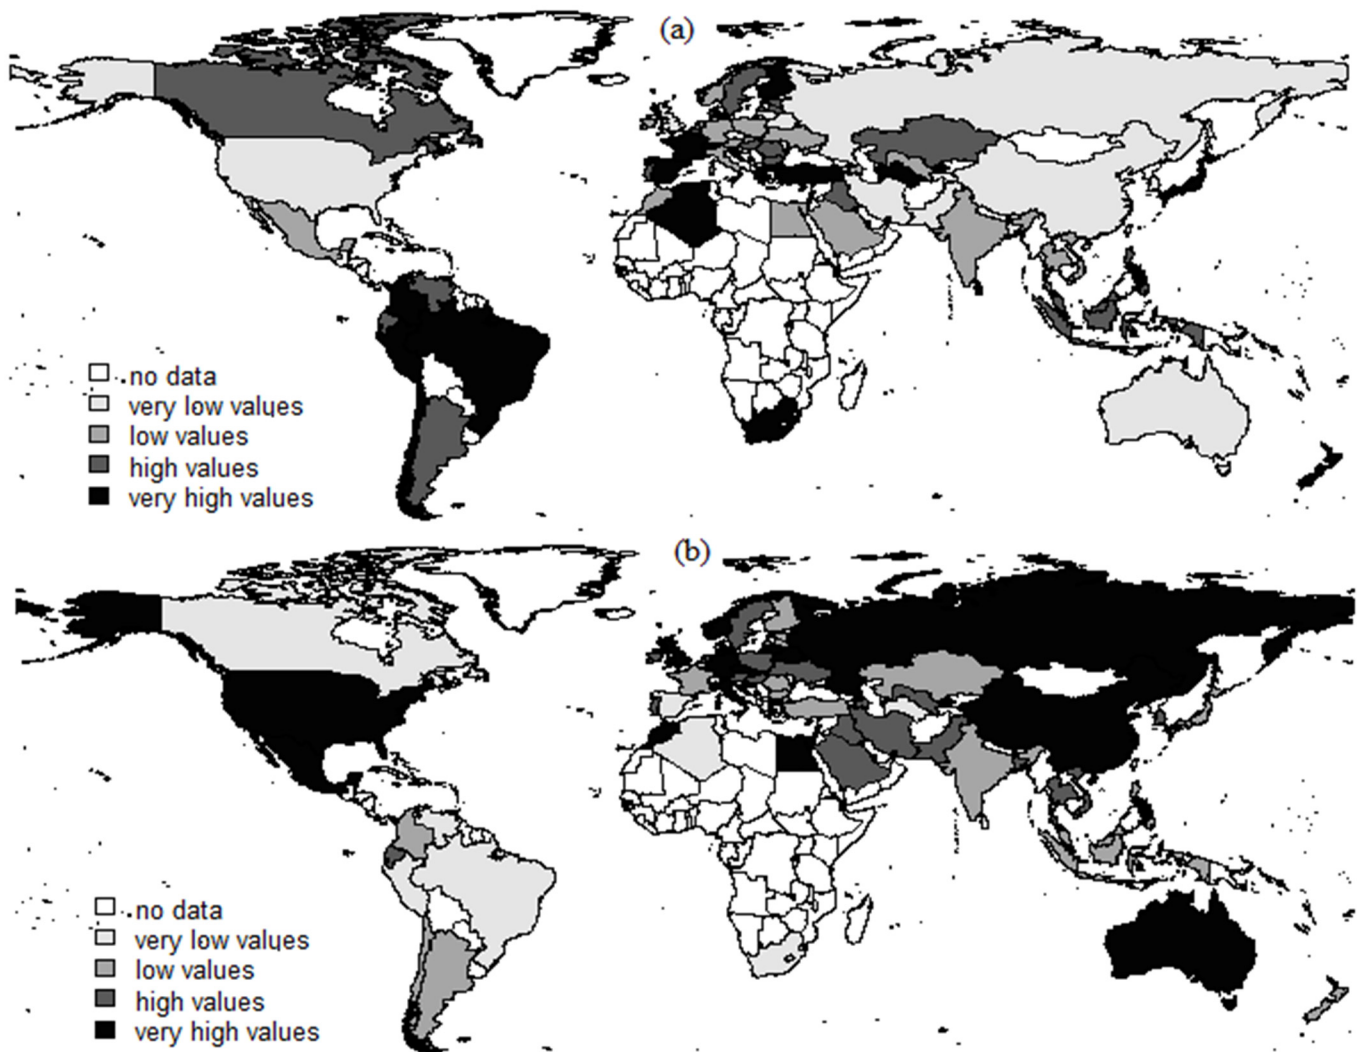 (a)
no data
very low values
low values
high values
very high values
(b)
no data
very low values
low values
high values
very high values